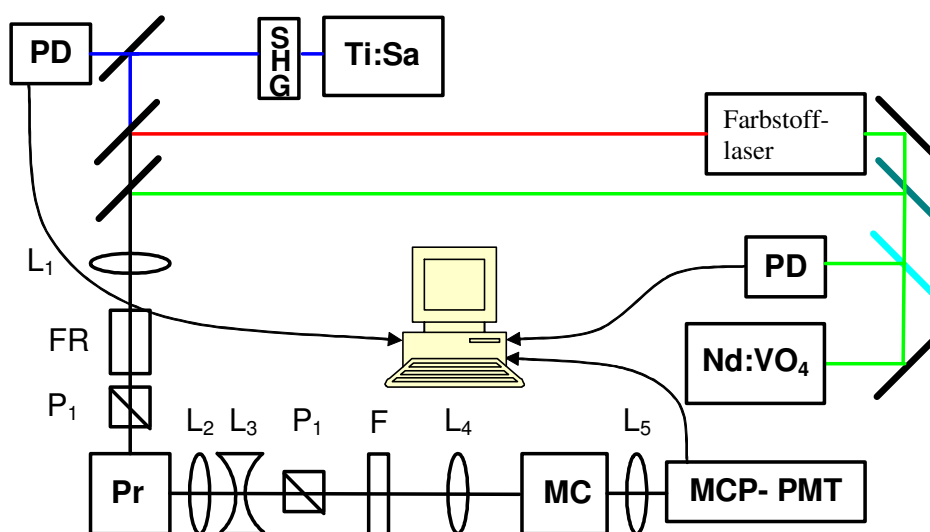 PD
SHG
Ti:Sa
Farbstoff-
laser
L₁
PD
FR
Nd:VO₄
P₁
L₂
L₃
P₁
F
L₄
L₅
Pr
MC
MCP- PMT